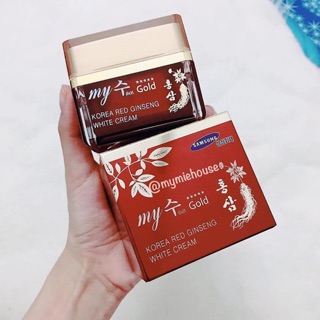 my 수 Gold
KOREA RED GINSENG
WHITE CREAM
홍삼
SAMSUNG
@mymiehouse
my 수 Gold
KOREA RED GINSENG
WHITE CREAM
홍삼